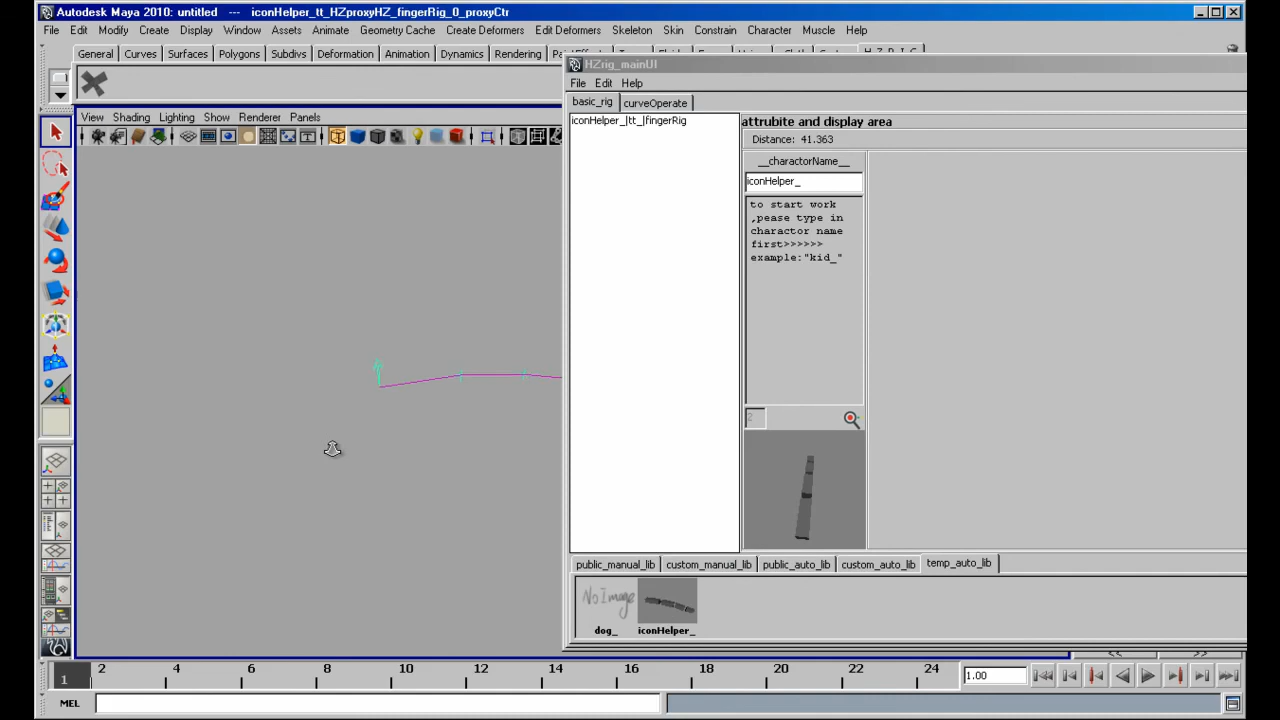 Autodesk Maya 2010: untitled --- iconHelper_tt_HZproxyHZ_fingerRig_0_proxyCtr
File Edit Modify Create Display Window Assets Animate Geometry Cache Create Deformers Edit Deformers Skeleton Skin Constrain Character Muscle Help
General Curves Surfaces Polygons Subdivs Deformation Animation Dynamics Rendering
HZrig_mainUI
File Edit Help
View Shading Lighting Show Renderer Panels
basic_rig curveOperate
iconHelper_|tt_|fingerRig
attrubite and display area
Distance: 41.363
__charactorName__
iconHelper_
to start work
,pease type in
charactor name
first>>>>>>
example:"kid_"
2
public_manual_lib custom_manual_lib public_auto_lib custom_auto_lib temp_auto_lib
NoImage
dog_ iconHelper_
1 2 4 6 8 10 12 14 16 18 20 22 24 1.00
MEL